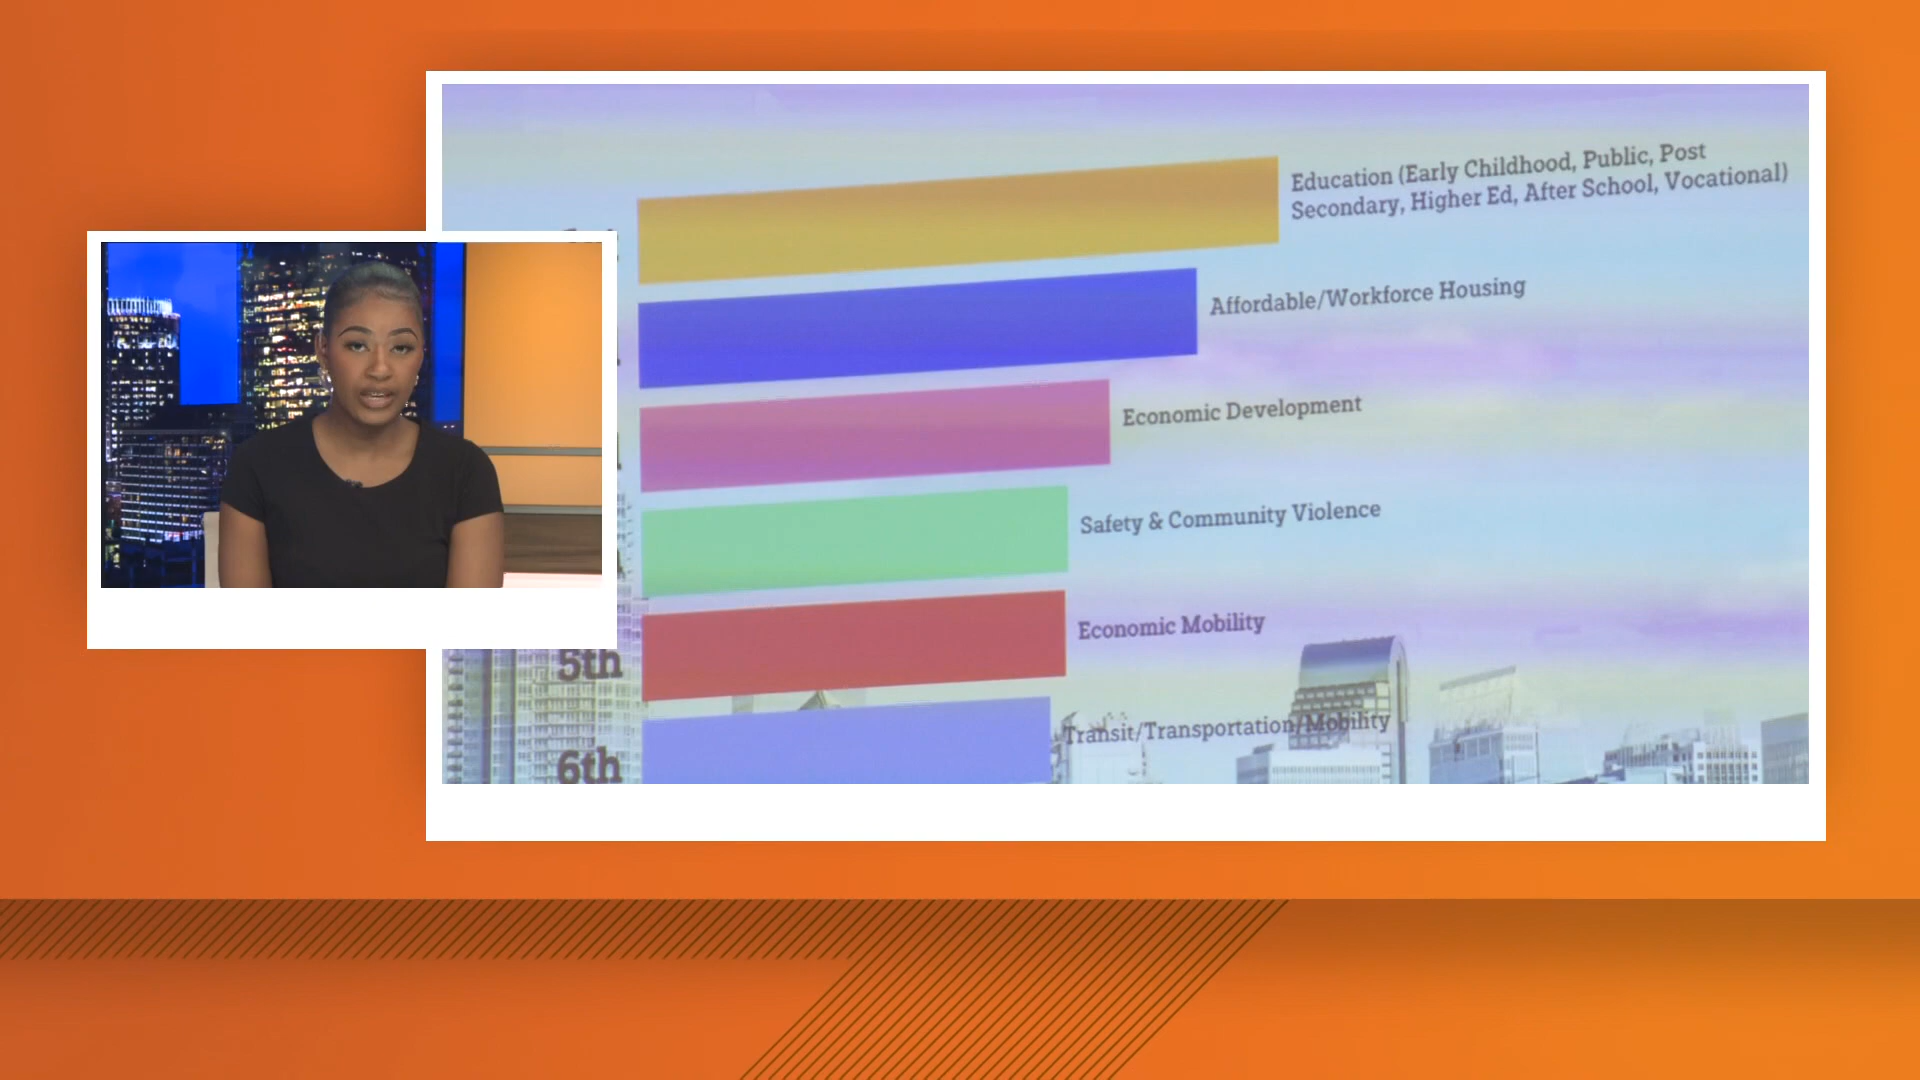 Education (Early Childhood, Public, Post
Secondary, Higher Ed, After School, Vocational)
Affordable/Workforce Housing
Economic Development
Safety & Community Violence
Economic Mobility
5th
Transit/Transportation/Mobility
6th